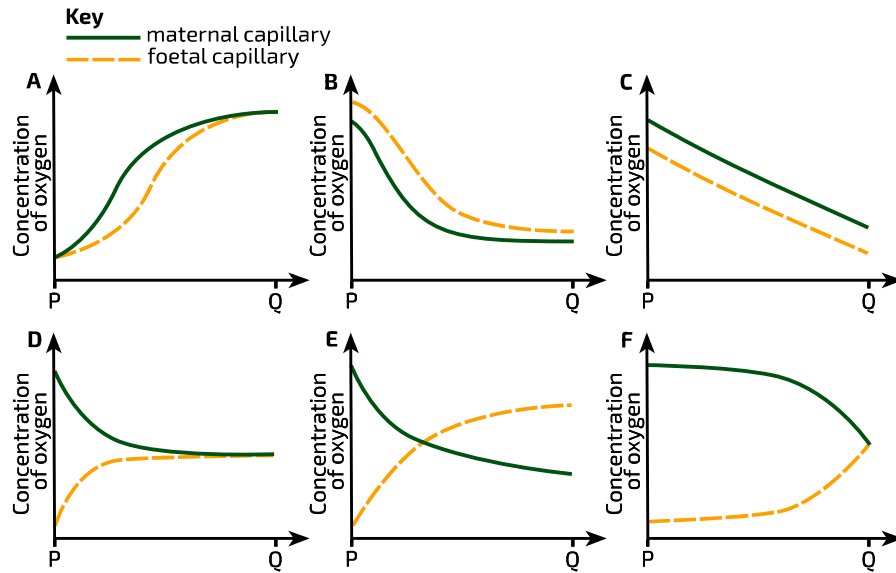 Key
maternal capillary
foetal capillary
A
Concentration
of oxygen
P
Q
B
Concentration
of oxygen
P
Q
C
Concentration
of oxygen
P
Q
D
Concentration
of oxygen
P
Q
E
Concentration
of oxygen
P
Q
F
Concentration
of oxygen
P
Q